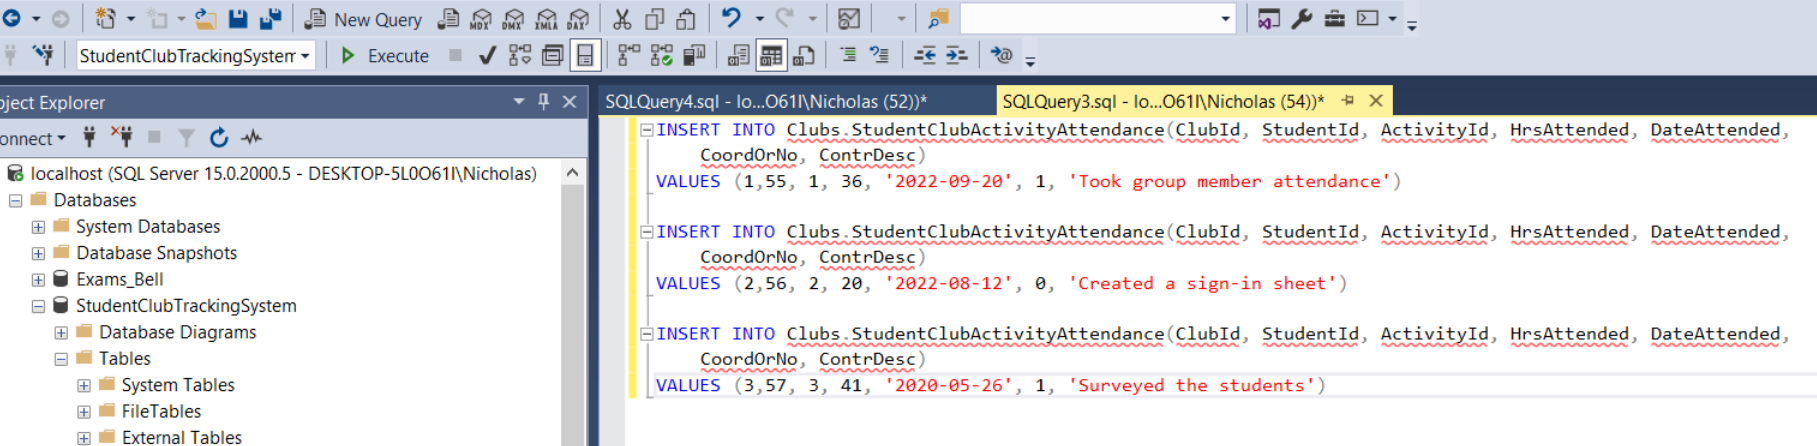 New Query MDX DMX XMLA DAX
StudentClubTrackingSystem Execute
oject Explorer
onnect
localhost (SQL Server 15.0.2000.5 - DESKTOP-5L0O61I\Nicholas)
Databases
System Databases
Database Snapshots
Exams_Bell
StudentClubTrackingSystem
Database Diagrams
Tables
System Tables
FileTables
External Tables
SQLQuery4.sql - lo...O61I\Nicholas (52))*
SQLQuery3.sql - lo...O61I\Nicholas (54))*
INSERT INTO Clubs.StudentClubActivityAttendance(ClubId, StudentId, ActivityId, HrsAttended, DateAttended,
CoordOrNo, ContrDesc)
VALUES (1,55, 1, 36, '2022-09-20', 1, 'Took group member attendance')
INSERT INTO Clubs.StudentClubActivityAttendance(ClubId, StudentId, ActivityId, HrsAttended, DateAttended,
CoordOrNo, ContrDesc)
VALUES (2,56, 2, 20, '2022-08-12', 0, 'Created a sign-in sheet')
INSERT INTO Clubs.StudentClubActivityAttendance(ClubId, StudentId, ActivityId, HrsAttended, DateAttended,
CoordOrNo, ContrDesc)
VALUES (3,57, 3, 41, '2020-05-26', 1, 'Surveyed the students')